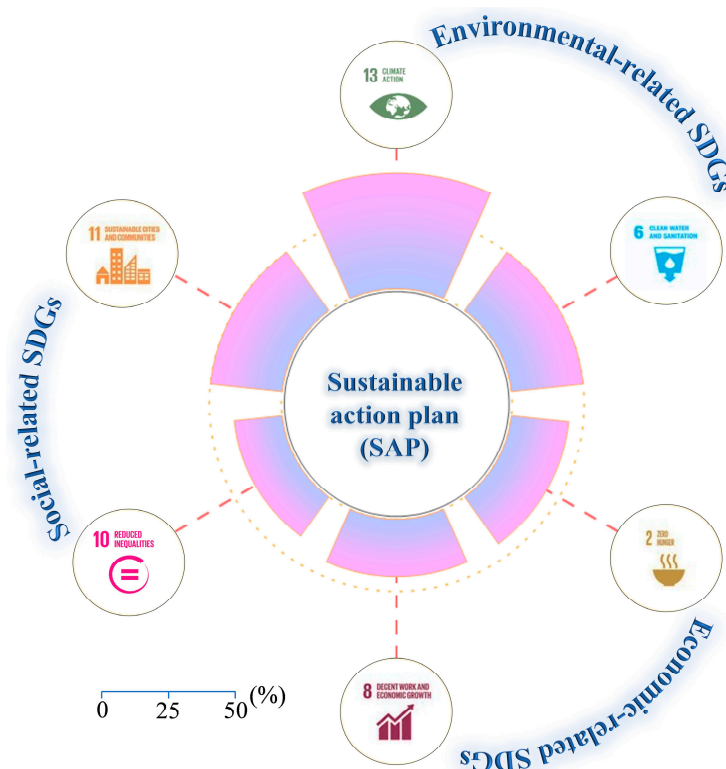 Environmental-related SDGs
13 CLIMATE
ACTION
11 SUSTAINABLE CITIES
AND COMMUNITIES
6 CLEAN WATER
AND SANITATION
Social-related SDGs
Sustainable
action plan
(SAP)
10 REDUCED
INEQUALITIES
2 ZERO
HUNGER
8 DECENT WORK AND
ECONOMIC GROWTH
Economic-related SDGs
0 25 50 (%)